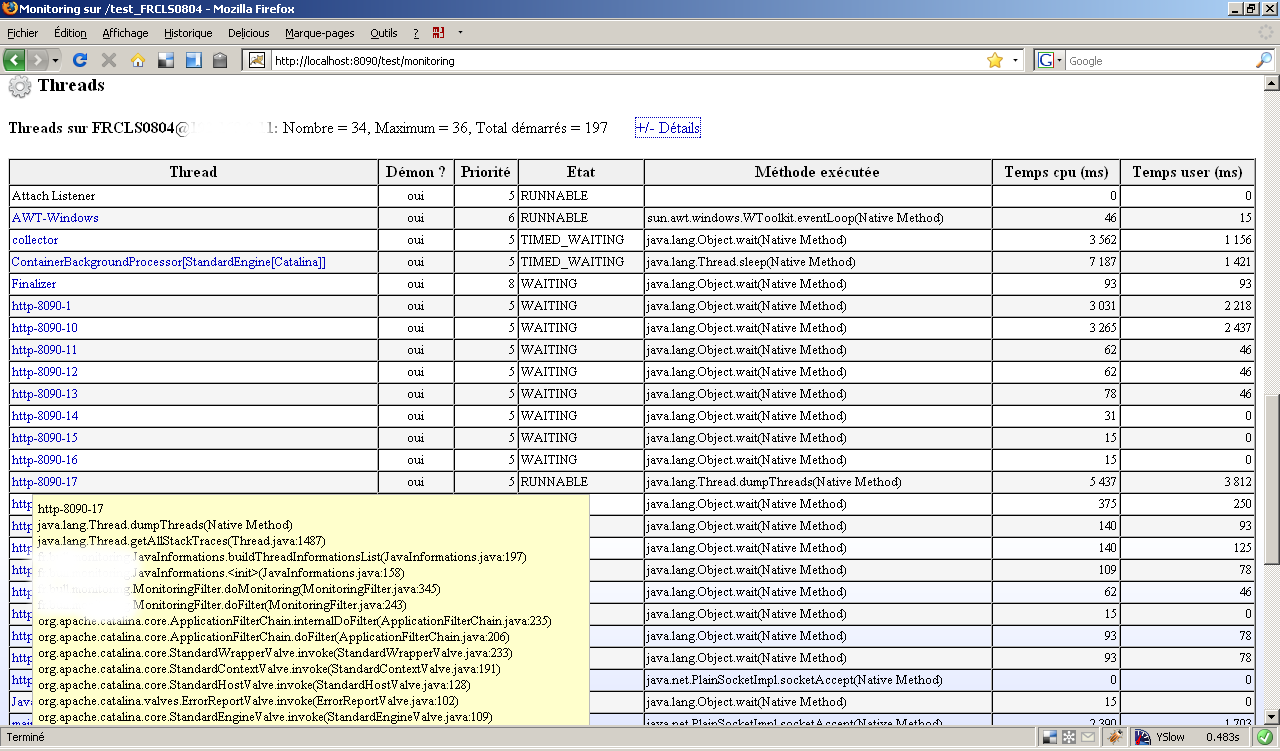 Monitoring sur /test_FRCLS0804 - Mozilla Firefox
Fichier Édition Affichage Historique Delicious Marque-pages Outils ?
http://localhost:8090/test/monitoring Google
Threads
Threads sur FRCLS0804@ 1: Nombre = 34, Maximum = 36, Total démarrés = 197 +/- Détails
Thread Démon ? Priorité Etat Méthode exécutée Temps cpu (ms) Temps user (ms)
Attach Listener oui 5 RUNNABLE 0 0
AWT-Windows oui 6 RUNNABLE sun.awt.windows.WToolkit.eventLoop(Native Method) 46 15
collector oui 5 TIMED_WAITING java.lang.Object.wait(Native Method) 3 562 1 156
ContainerBackgroundProcessor[StandardEngine[Catalina]] oui 5 TIMED_WAITING java.lang.Thread.sleep(Native Method) 7 187 1 421
Finalizer oui 8 WAITING java.lang.Object.wait(Native Method) 93 93
http-8090-1 oui 5 WAITING java.lang.Object.wait(Native Method) 3 031 2 218
http-8090-10 oui 5 WAITING java.lang.Object.wait(Native Method) 3 265 2 437
http-8090-11 oui 5 WAITING java.lang.Object.wait(Native Method) 62 46
http-8090-12 oui 5 WAITING java.lang.Object.wait(Native Method) 62 46
http-8090-13 oui 5 WAITING java.lang.Object.wait(Native Method) 78 46
http-8090-14 oui 5 WAITING java.lang.Object.wait(Native Method) 31 0
http-8090-15 oui 5 WAITING java.lang.Object.wait(Native Method) 15 0
http-8090-16 oui 5 WAITING java.lang.Object.wait(Native Method) 15 0
http-8090-17 oui 5 RUNNABLE java.lang.Thread.dumpThreads(Native Method) 5 437 3 812
http java.lang.Object.wait(Native Method) 375 250
http java.lang.Object.wait(Native Method) 140 93
http java.lang.Object.wait(Native Method) 140 125
http java.lang.Object.wait(Native Method) 109 78
http java.lang.Object.wait(Native Method) 62 46
http java.lang.Object.wait(Native Method) 15 0
http java.lang.Object.wait(Native Method) 93 78
http java.lang.Object.wait(Native Method) 93 78
http java.net.PlainSocketImpl.socketAccept(Native Method) 0 0
Jav java.lang.Object.wait(Native Method) 15 0
mai java.net.PlainSocketImpl.socketAccept(Native Method) 2 390 1 703
http-8090-17
java.lang.Thread.dumpThreads(Native Method)
java.lang.Thread.getAllStackTraces(Thread.java:1487)
JavaInformations.buildThreadInformationsList(JavaInformations.java:197)
JavaInformations.<init>(JavaInformations.java:158)
MonitoringFilter.doMonitoring(MonitoringFilter.java:345)
MonitoringFilter.doFilter(MonitoringFilter.java:243)
org.apache.catalina.core.ApplicationFilterChain.internalDoFilter(ApplicationFilterChain.java:235)
org.apache.catalina.core.ApplicationFilterChain.doFilter(ApplicationFilterChain.java:206)
org.apache.catalina.core.StandardWrapperValve.invoke(StandardWrapperValve.java:233)
org.apache.catalina.core.StandardContextValve.invoke(StandardContextValve.java:191)
org.apache.catalina.core.StandardHostValve.invoke(StandardHostValve.java:128)
org.apache.catalina.valves.ErrorReportValve.invoke(ErrorReportValve.java:102)
org.apache.catalina.core.StandardEngineValve.invoke(StandardEngineValve.java:109)
Terminé YSlow 0.483s